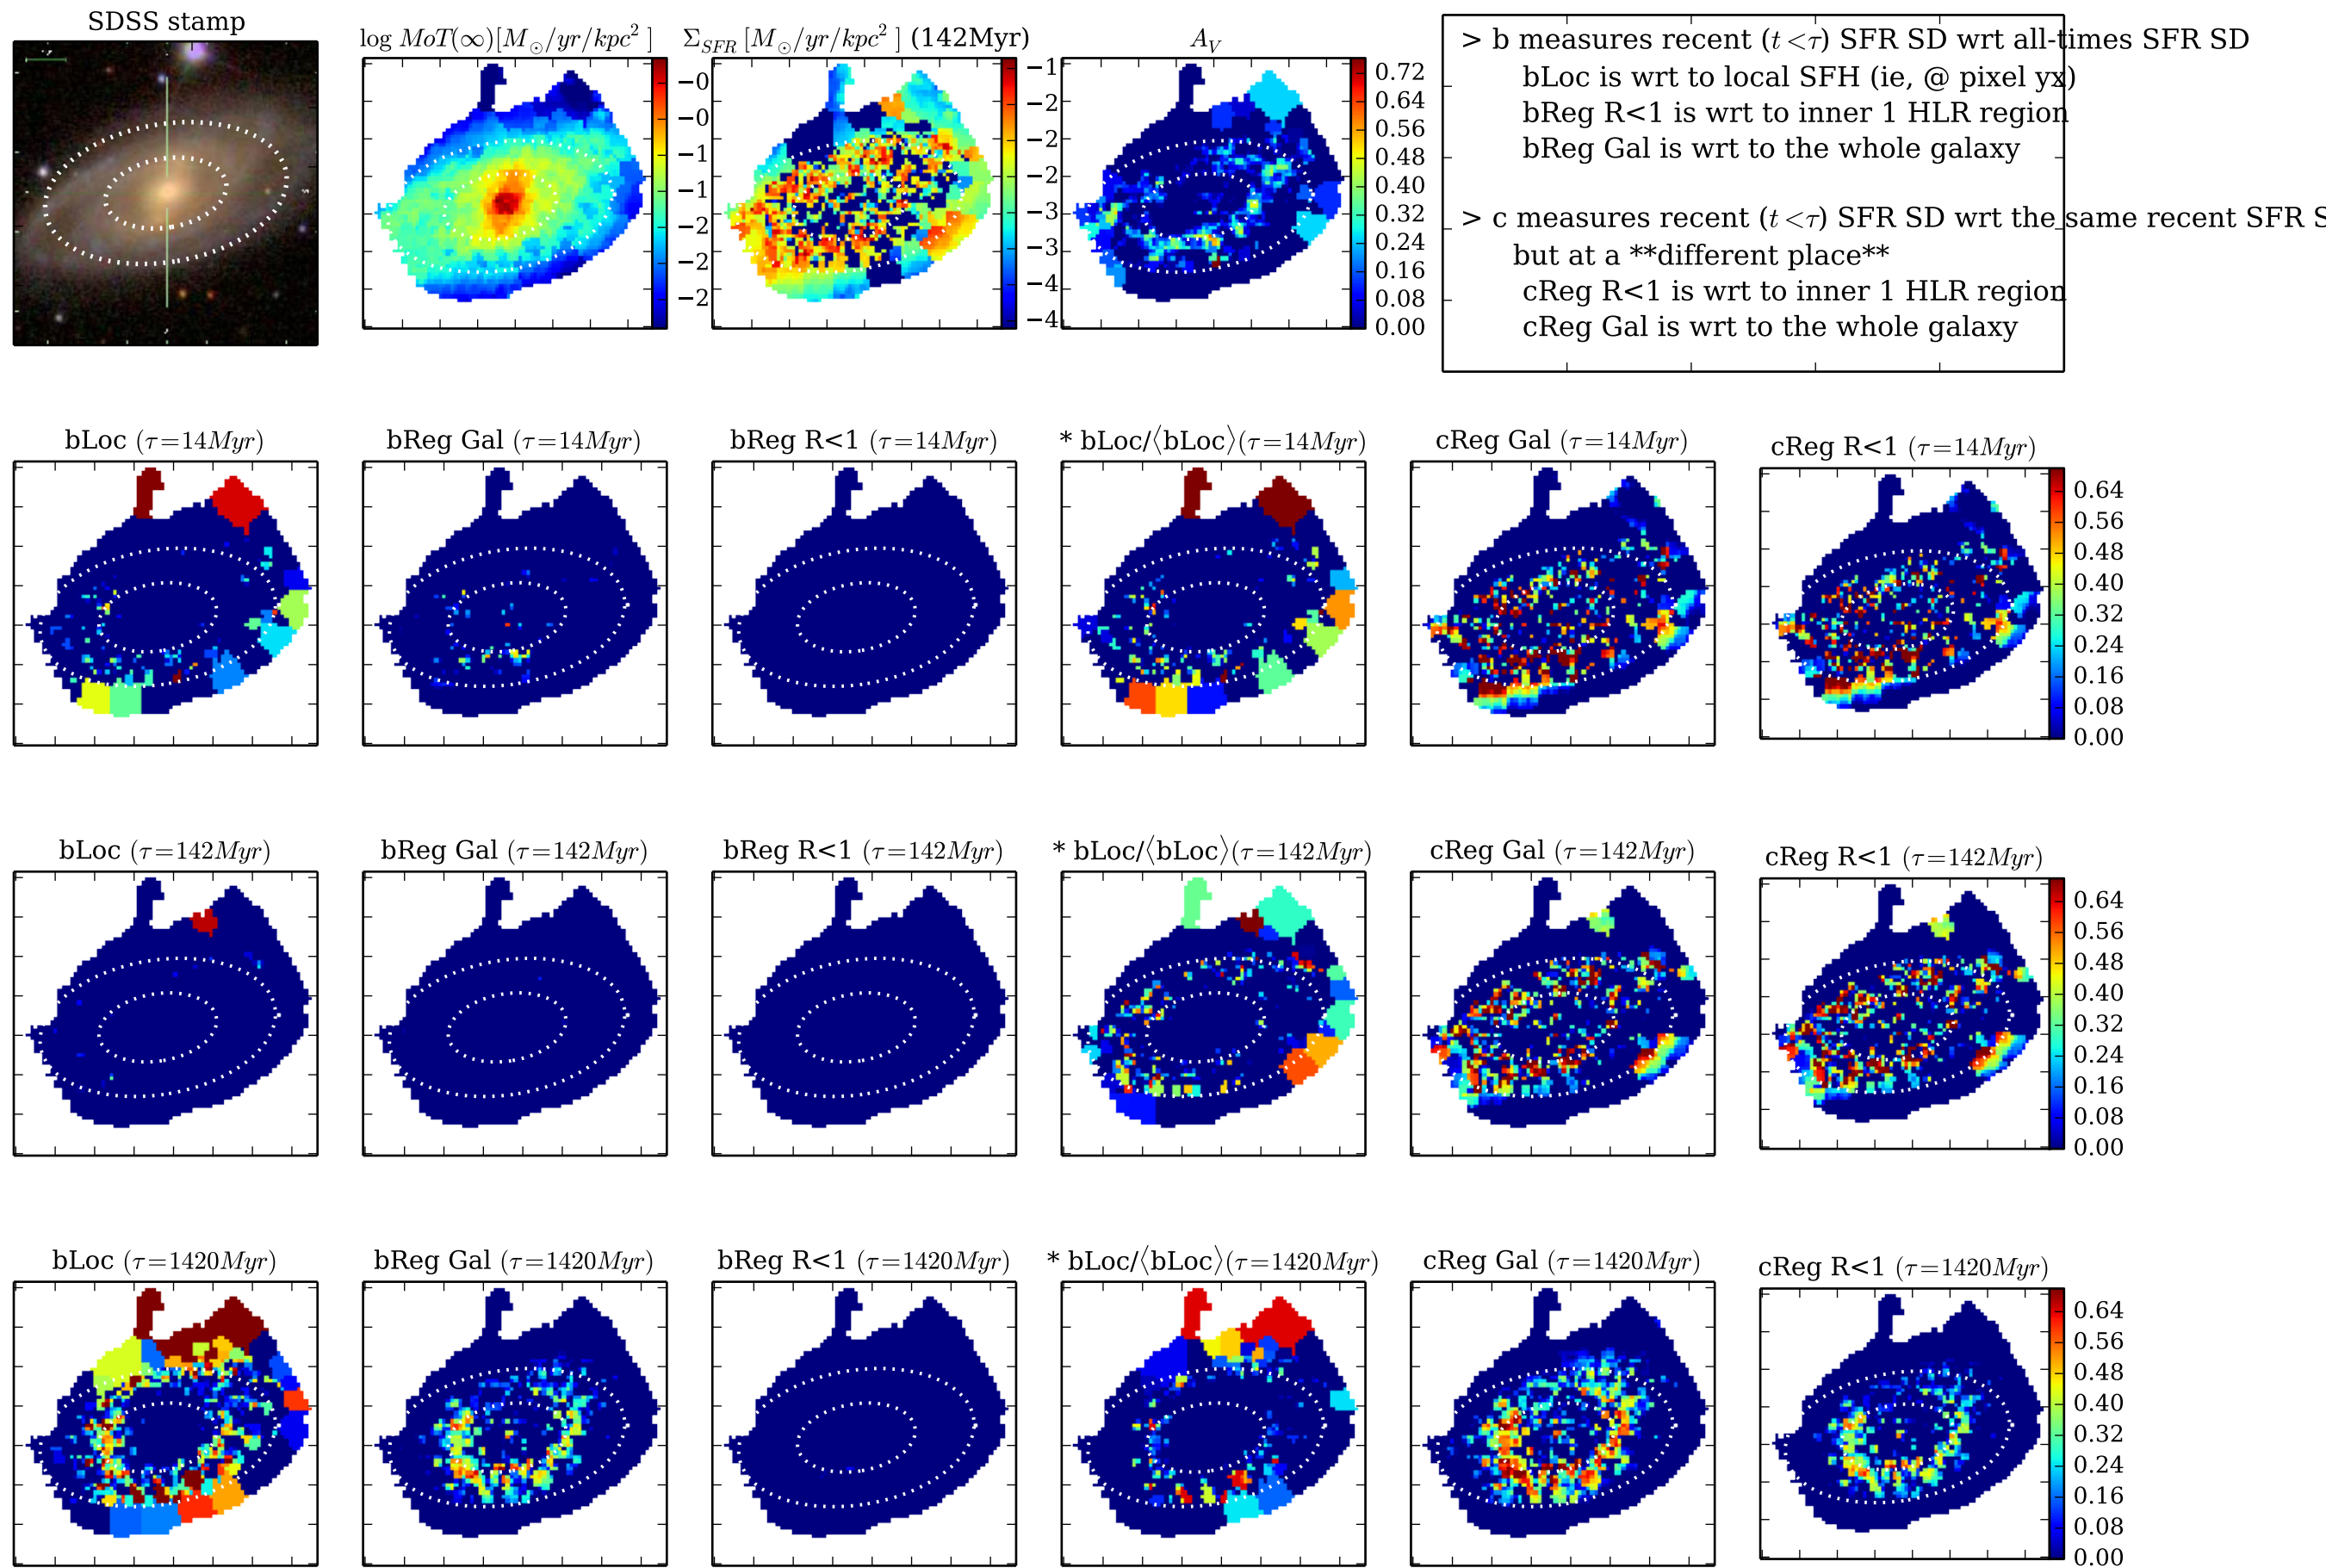 SDSS stamp
log MoT(∞)[M⊙/yr/kpc²]
Σ_SFR [M⊙/yr/kpc²] (142Myr)
A_V
−0
−0
−1
−1
−2
−2
−2
−1
−2
−2
−2
−3
−3
−4
−4
0.72
0.64
0.56
0.48
0.40
0.32
0.24
0.16
0.08
0.00
> b measures recent (t<τ) SFR SD wrt all-times SFR SD
bLoc is wrt to local SFH (ie, @ pixel yx)
bReg R<1 is wrt to inner 1 HLR region
bReg Gal is wrt to the whole galaxy
> c measures recent (t<τ) SFR SD wrt the same recent SFR S
but at a **different place**
cReg R<1 is wrt to inner 1 HLR region
cReg Gal is wrt to the whole galaxy
bLoc (τ=14Myr)
bReg Gal (τ=14Myr)
bReg R<1 (τ=14Myr)
* bLoc/⟨bLoc⟩(τ=14Myr)
cReg Gal (τ=14Myr)
cReg R<1 (τ=14Myr)
0.64
0.56
0.48
0.40
0.32
0.24
0.16
0.08
0.00
bLoc (τ=142Myr)
bReg Gal (τ=142Myr)
bReg R<1 (τ=142Myr)
* bLoc/⟨bLoc⟩(τ=142Myr)
cReg Gal (τ=142Myr)
cReg R<1 (τ=142Myr)
0.64
0.56
0.48
0.40
0.32
0.24
0.16
0.08
0.00
bLoc (τ=1420Myr)
bReg Gal (τ=1420Myr)
bReg R<1 (τ=1420Myr)
* bLoc/⟨bLoc⟩(τ=1420Myr)
cReg Gal (τ=1420Myr)
cReg R<1 (τ=1420Myr)
0.64
0.56
0.48
0.40
0.32
0.24
0.16
0.08
0.00